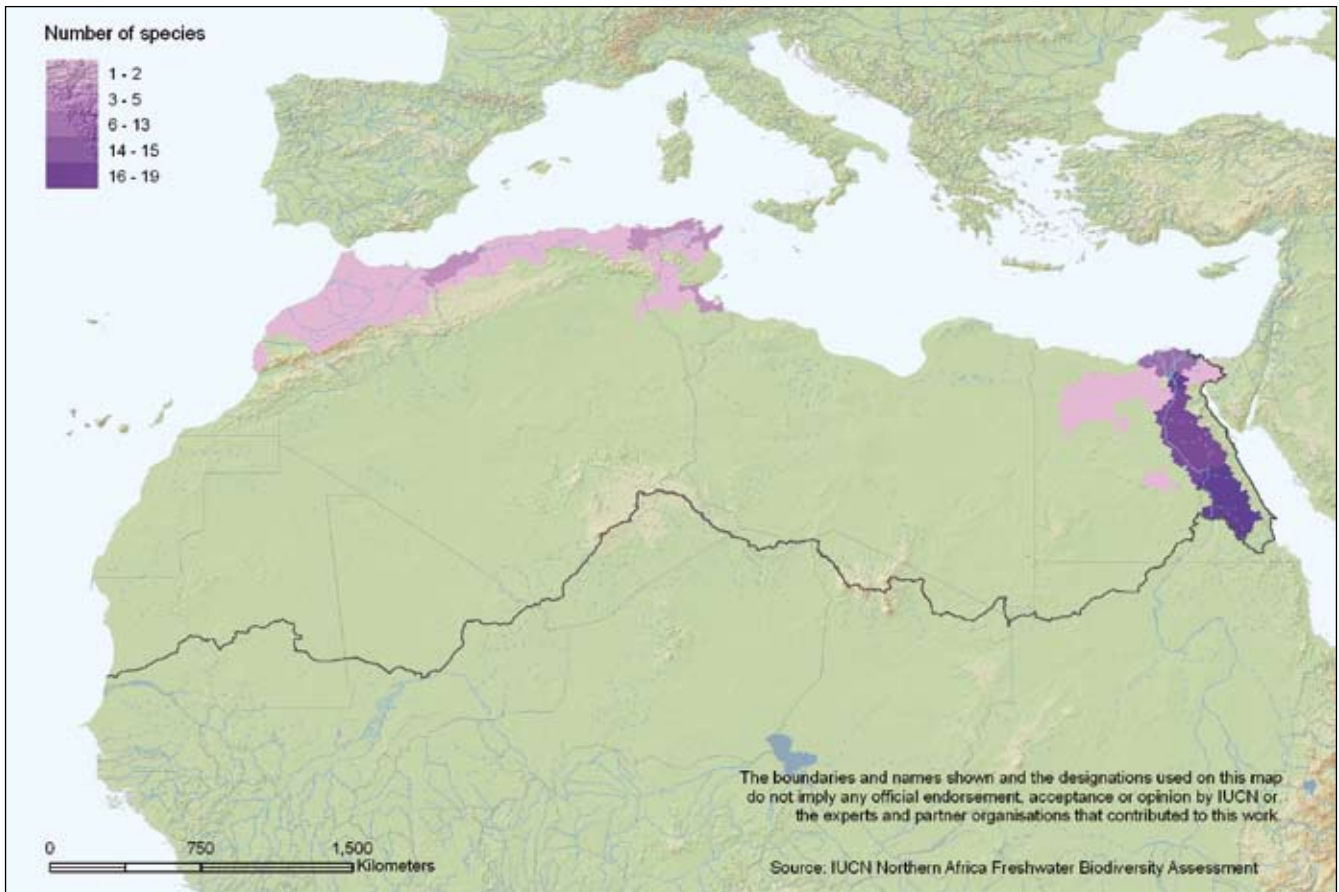 Number of species
1 - 2
3 - 5
6 - 13
14 - 15
16 - 19
The boundaries and names shown and the designations used on this map
do not imply any official endorsement, acceptance or opinion by IUCN or
the experts and partner organisations that contributed to this work.
0 750 1,500
Kilometers
Source: IUCN Northern Africa Freshwater Biodiversity Assessment